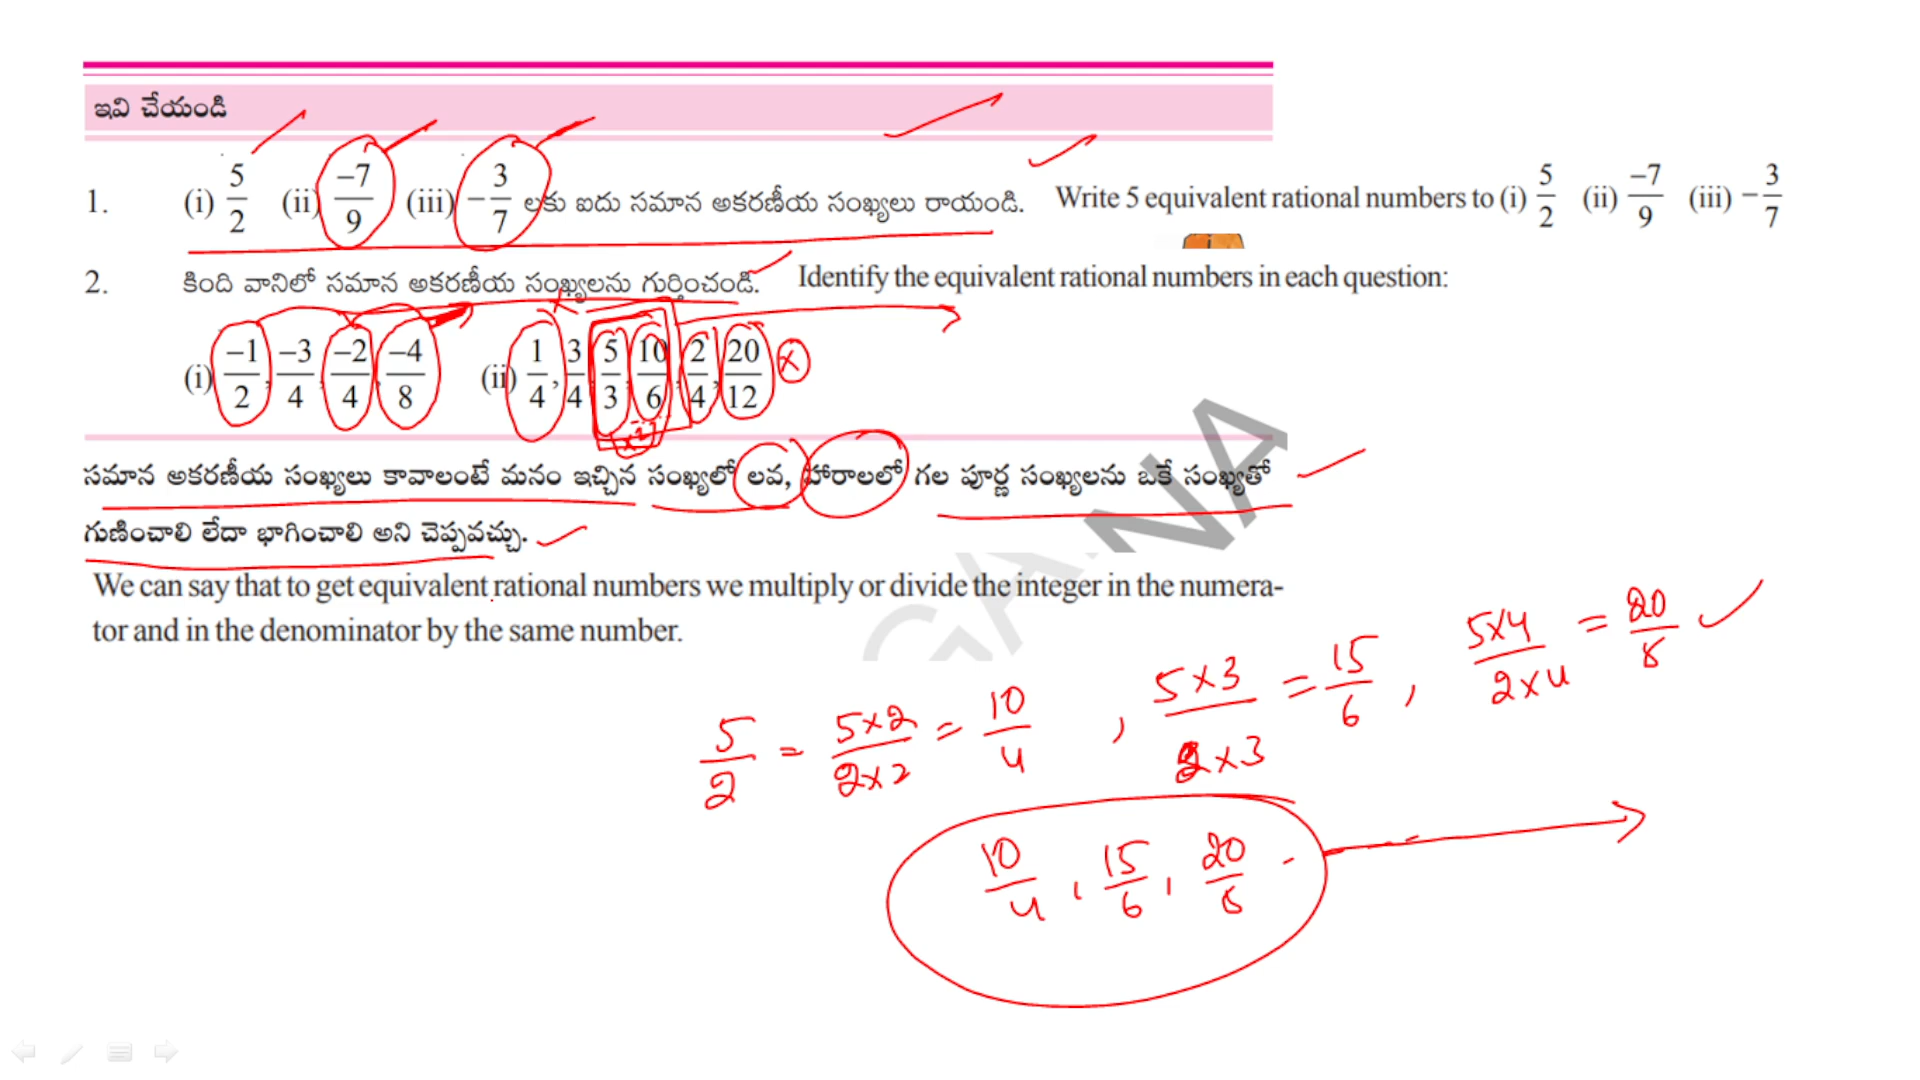 ఇవి చేయండి
1. (i) 5/2 (ii) –7/9 (iii) –3/7 లకు ఐదు సమాన అకరణీయ సంఖ్యలు రాయండి. Write 5 equivalent rational numbers to (i) 5/2 (ii) –7/9 (iii) –3/7
2. కింది వానిలో సమాన అకరణీయ సంఖ్యలను గుర్తించండి. Identify the equivalent rational numbers in each question:
(i) –1/2, –3/4, –2/4, –4/8 (ii) 1/4, 3/4, 5/3, 10/6, 2/4, 20/12
సమాన అకరణీయ సంఖ్యలు కావాలంటే మనం ఇచ్చిన సంఖ్యలో లవ, హారాలలో గల పూర్ణ సంఖ్యలను ఒకే సంఖ్యతో
గుణించాలి లేదా భాగించాలి అని చెప్పవచ్చు.
We can say that to get equivalent rational numbers we multiply or divide the integer in the numera-
tor and in the denominator by the same number.
5/2 = 5×2/2×2 = 10/4 , 5×3/2×3 = 15/6 , 5×4/2×4 = 20/8
10/4 , 15/6 , 20/8